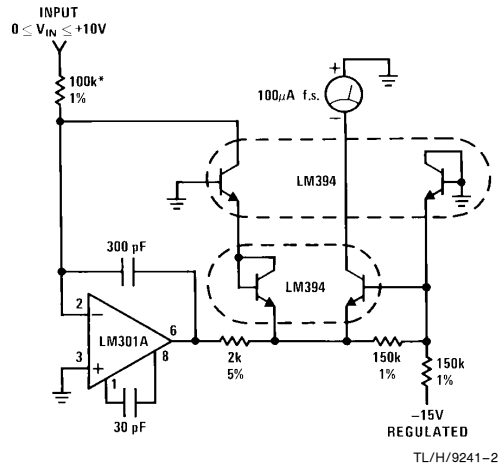 INPUT
0 ≤ VIN ≤ +10V
100k*
1%
+
100μA f.s.
−
LM394
300 pF
LM394
2
−
LM301A
6
3
+
8
1
2k
5%
150k
1%
150k
1%
30 pF
−15V
REGULATED
TL/H/9241−2